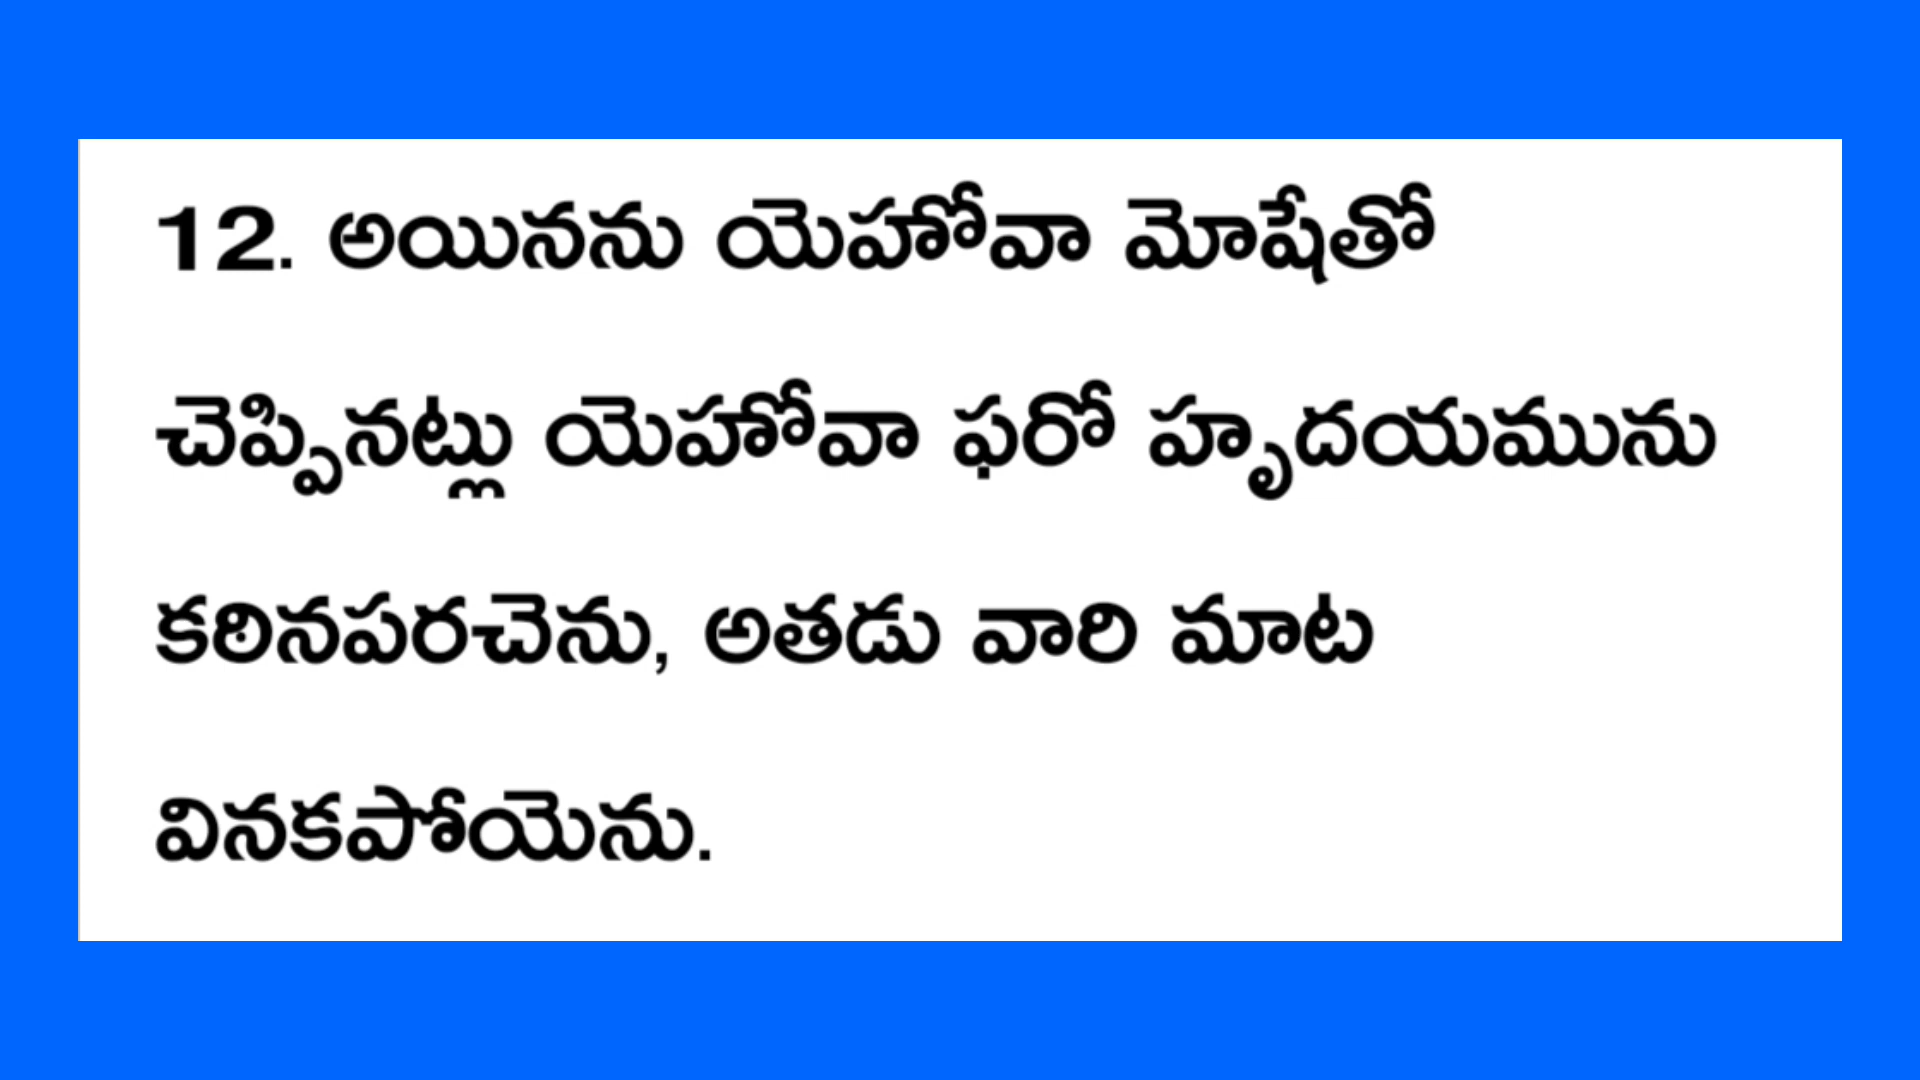 12. అయినను యెహోవా మోషేతో
చెప్పినట్లు యెహోవా ఫరో హృదయమును
కఠినపరచెను, అతడు వారి మాట
వినకపోయెను.